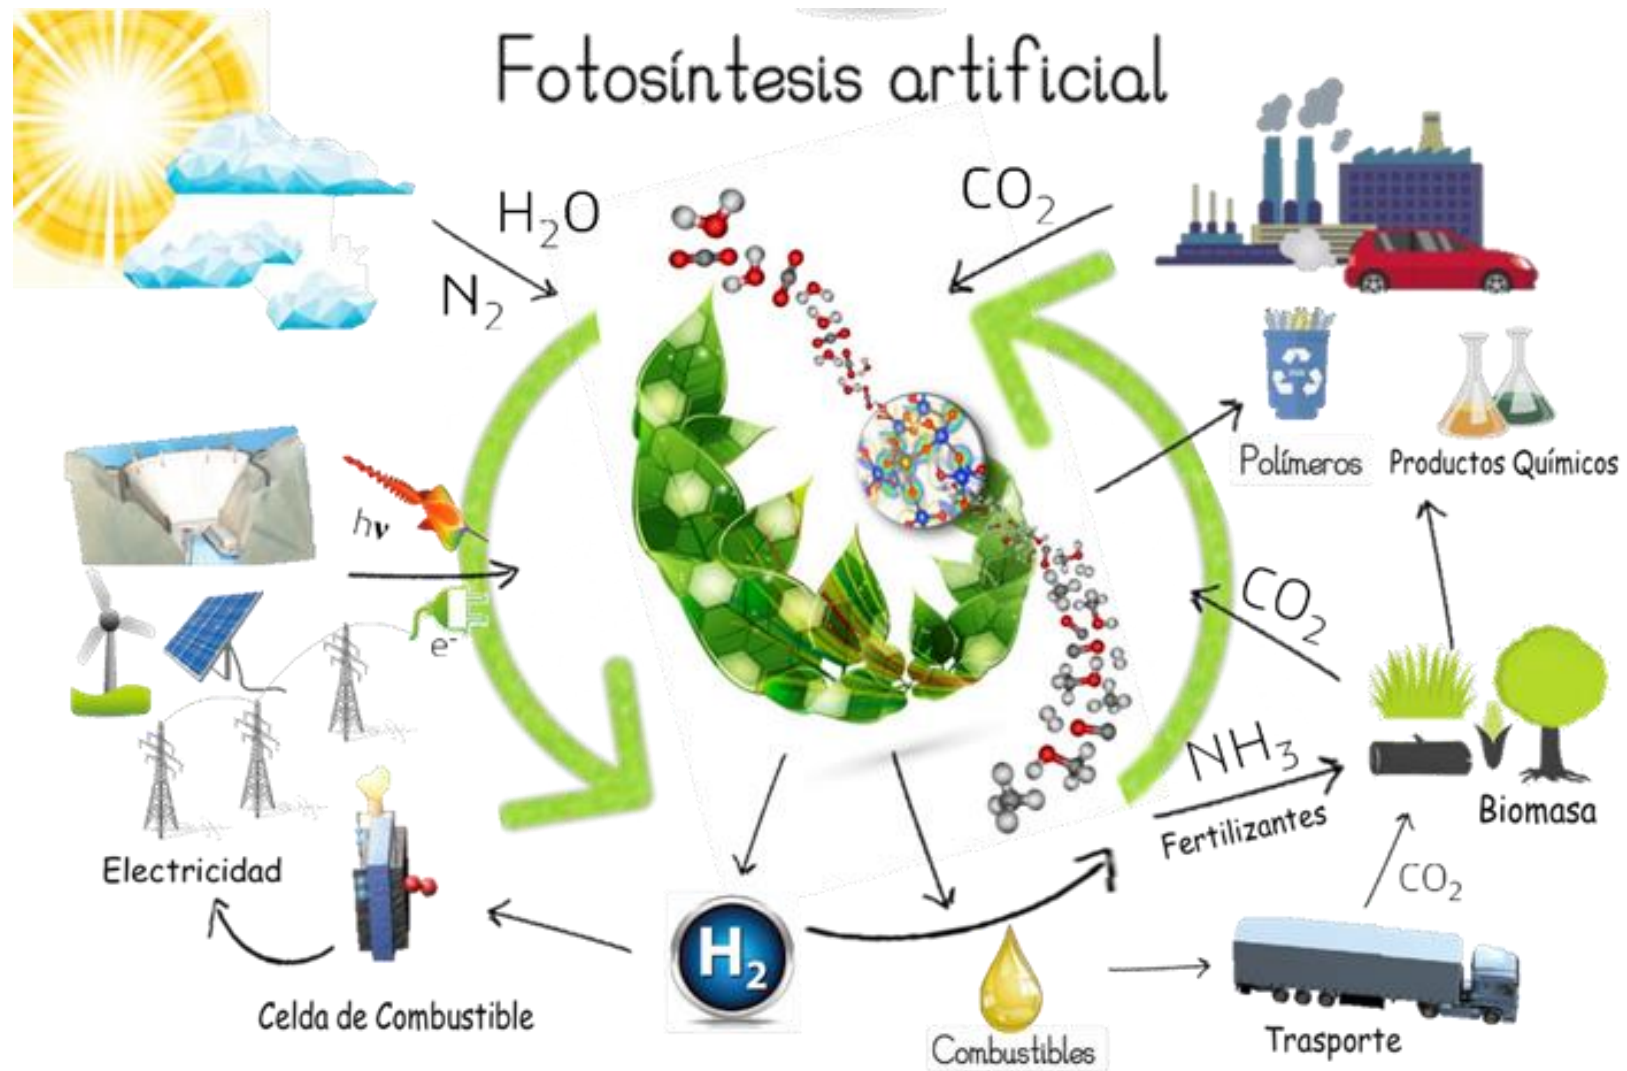 Fotosíntesis artificial
H₂O
N₂
CO₂
Polímeros
Productos Químicos
hν
e⁻
CO₂
NH₃
Fertilizantes
Biomasa
Electricidad
CO₂
H₂
Celda de Combustible
Combustibles
Trasporte